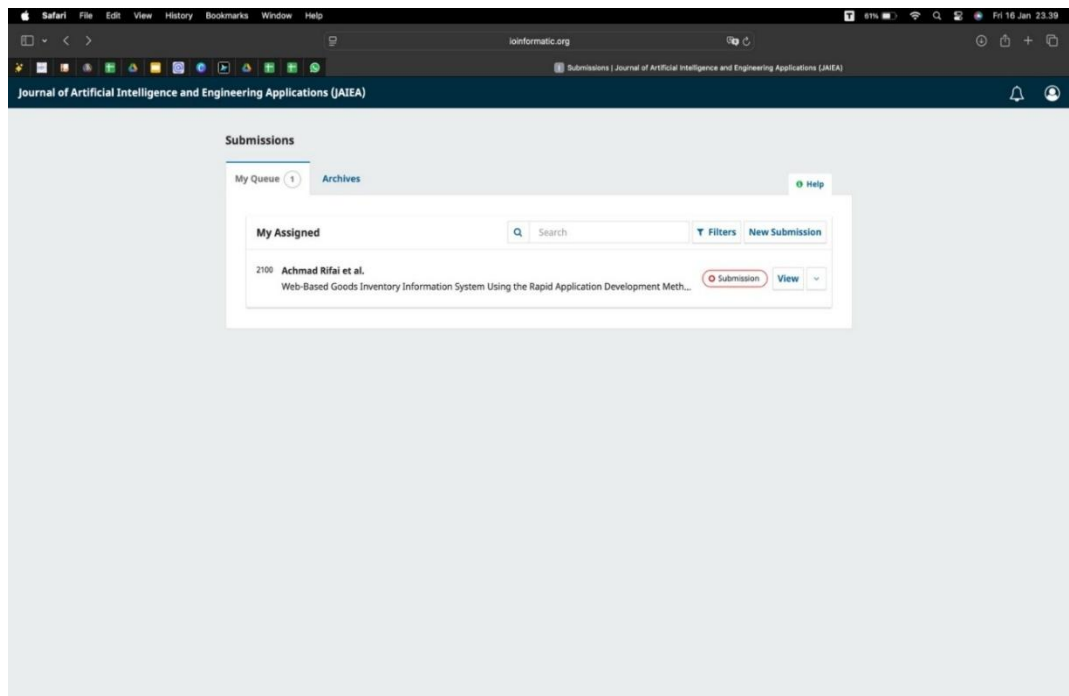 Safari File Edit View History Bookmarks Window Help
T 61% Fri 16 Jan 23.39
ioinformatic.org
Submissions | Journal of Artificial Intelligence and Engineering Applications (JAIEA)
Journal of Artificial Intelligence and Engineering Applications (JAIEA)
Submissions
My Queue 1 Archives
Help
My Assigned Search Filters New Submission
2100 Achmad Rifai et al.
Web-Based Goods Inventory Information System Using the Rapid Application Development Meth...
Submission View